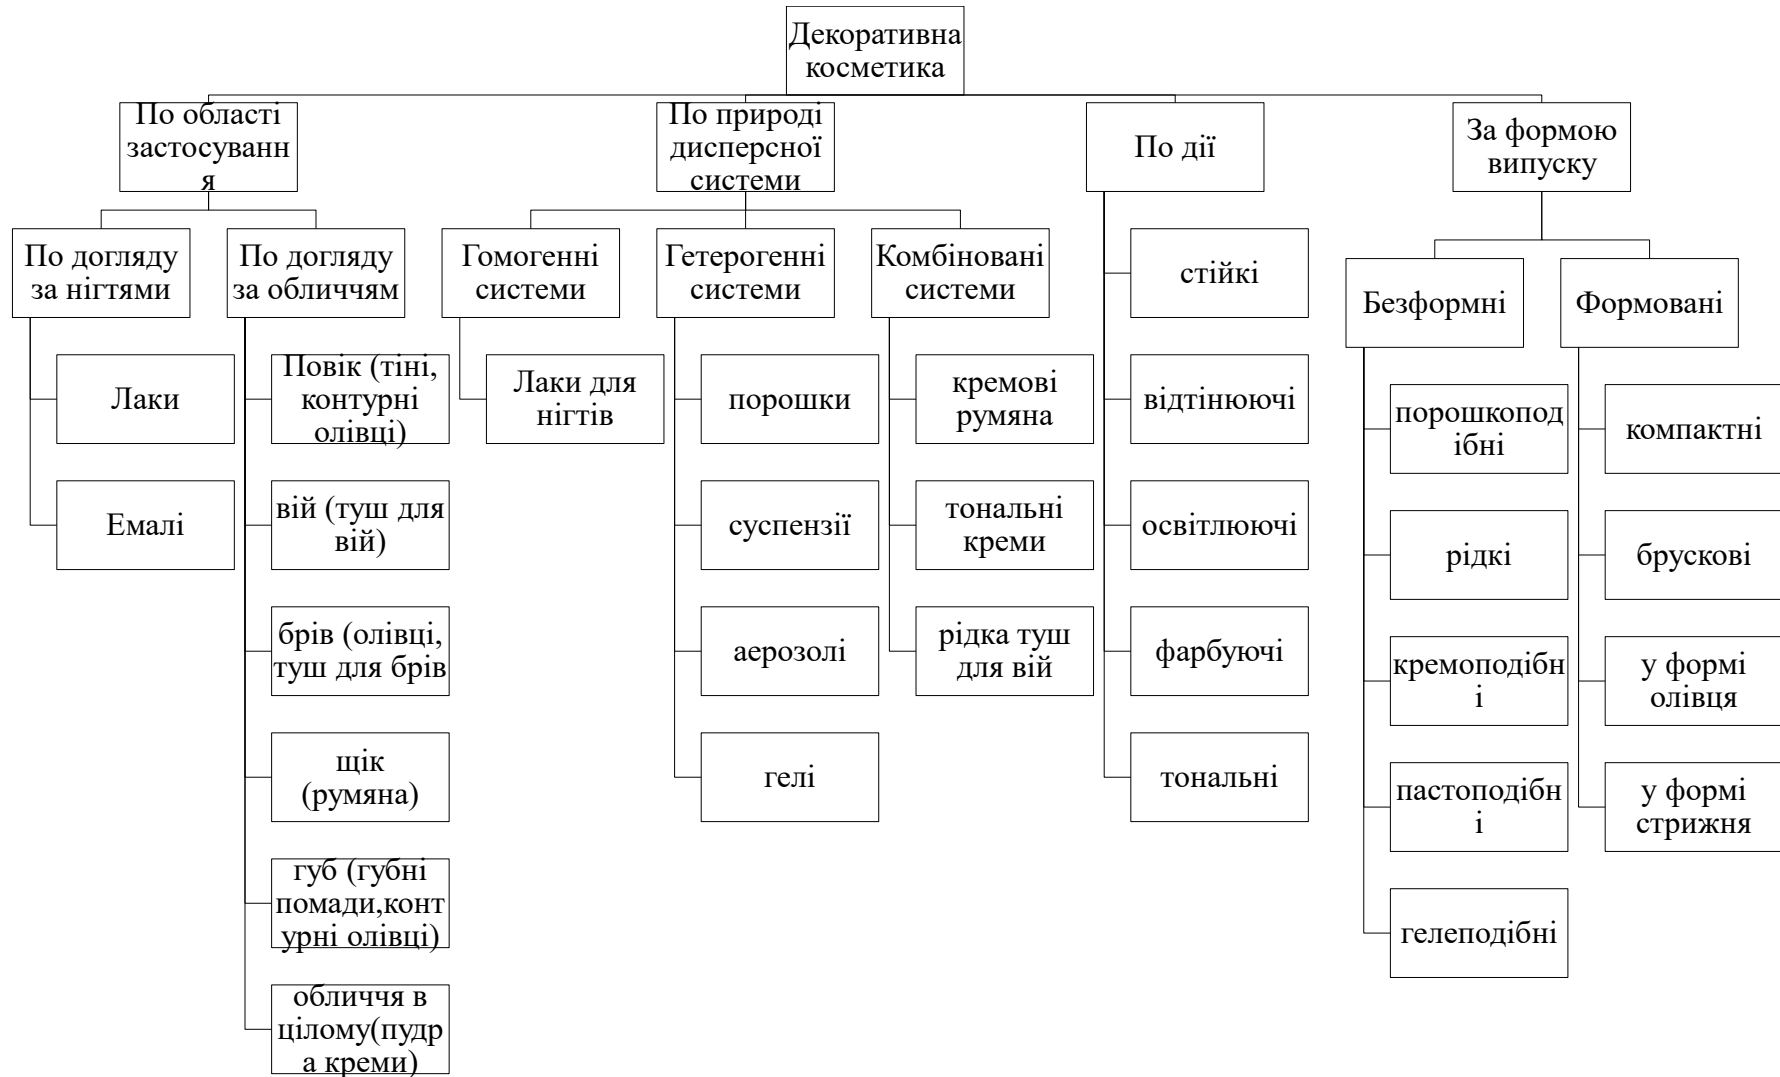 Декоративна
косметика
По області
застосуванн
я
По природі
дисперсної
системи
По дії
За формою
випуску
По догляду
за нігтями
По догляду
за обличчям
Гомогенні
системи
Гетерогенні
системи
Комбіновані
системи
Безформні
Формовані
Лаки
Емалі
Повік (тіні,
контурні
олівці)
вій (туш для
вій)
брів (олівці,
туш для брів
щік
(румяна)
губ (губні
помади,конт
урні олівці)
обличчя в
цілому(пудр
а креми)
Лаки для
нігтів
порошки
суспензії
аерозолі
гелі
кремові
румяна
тональні
креми
рідка туш
для вій
стійкі
відтінюючі
освітлюючі
фарбуючі
тональні
порошкопод
ібні
рідкі
кремоподібн
і
пастоподібн
і
гелеподібні
компактні
брускові
у формі
олівця
у формі
стрижня